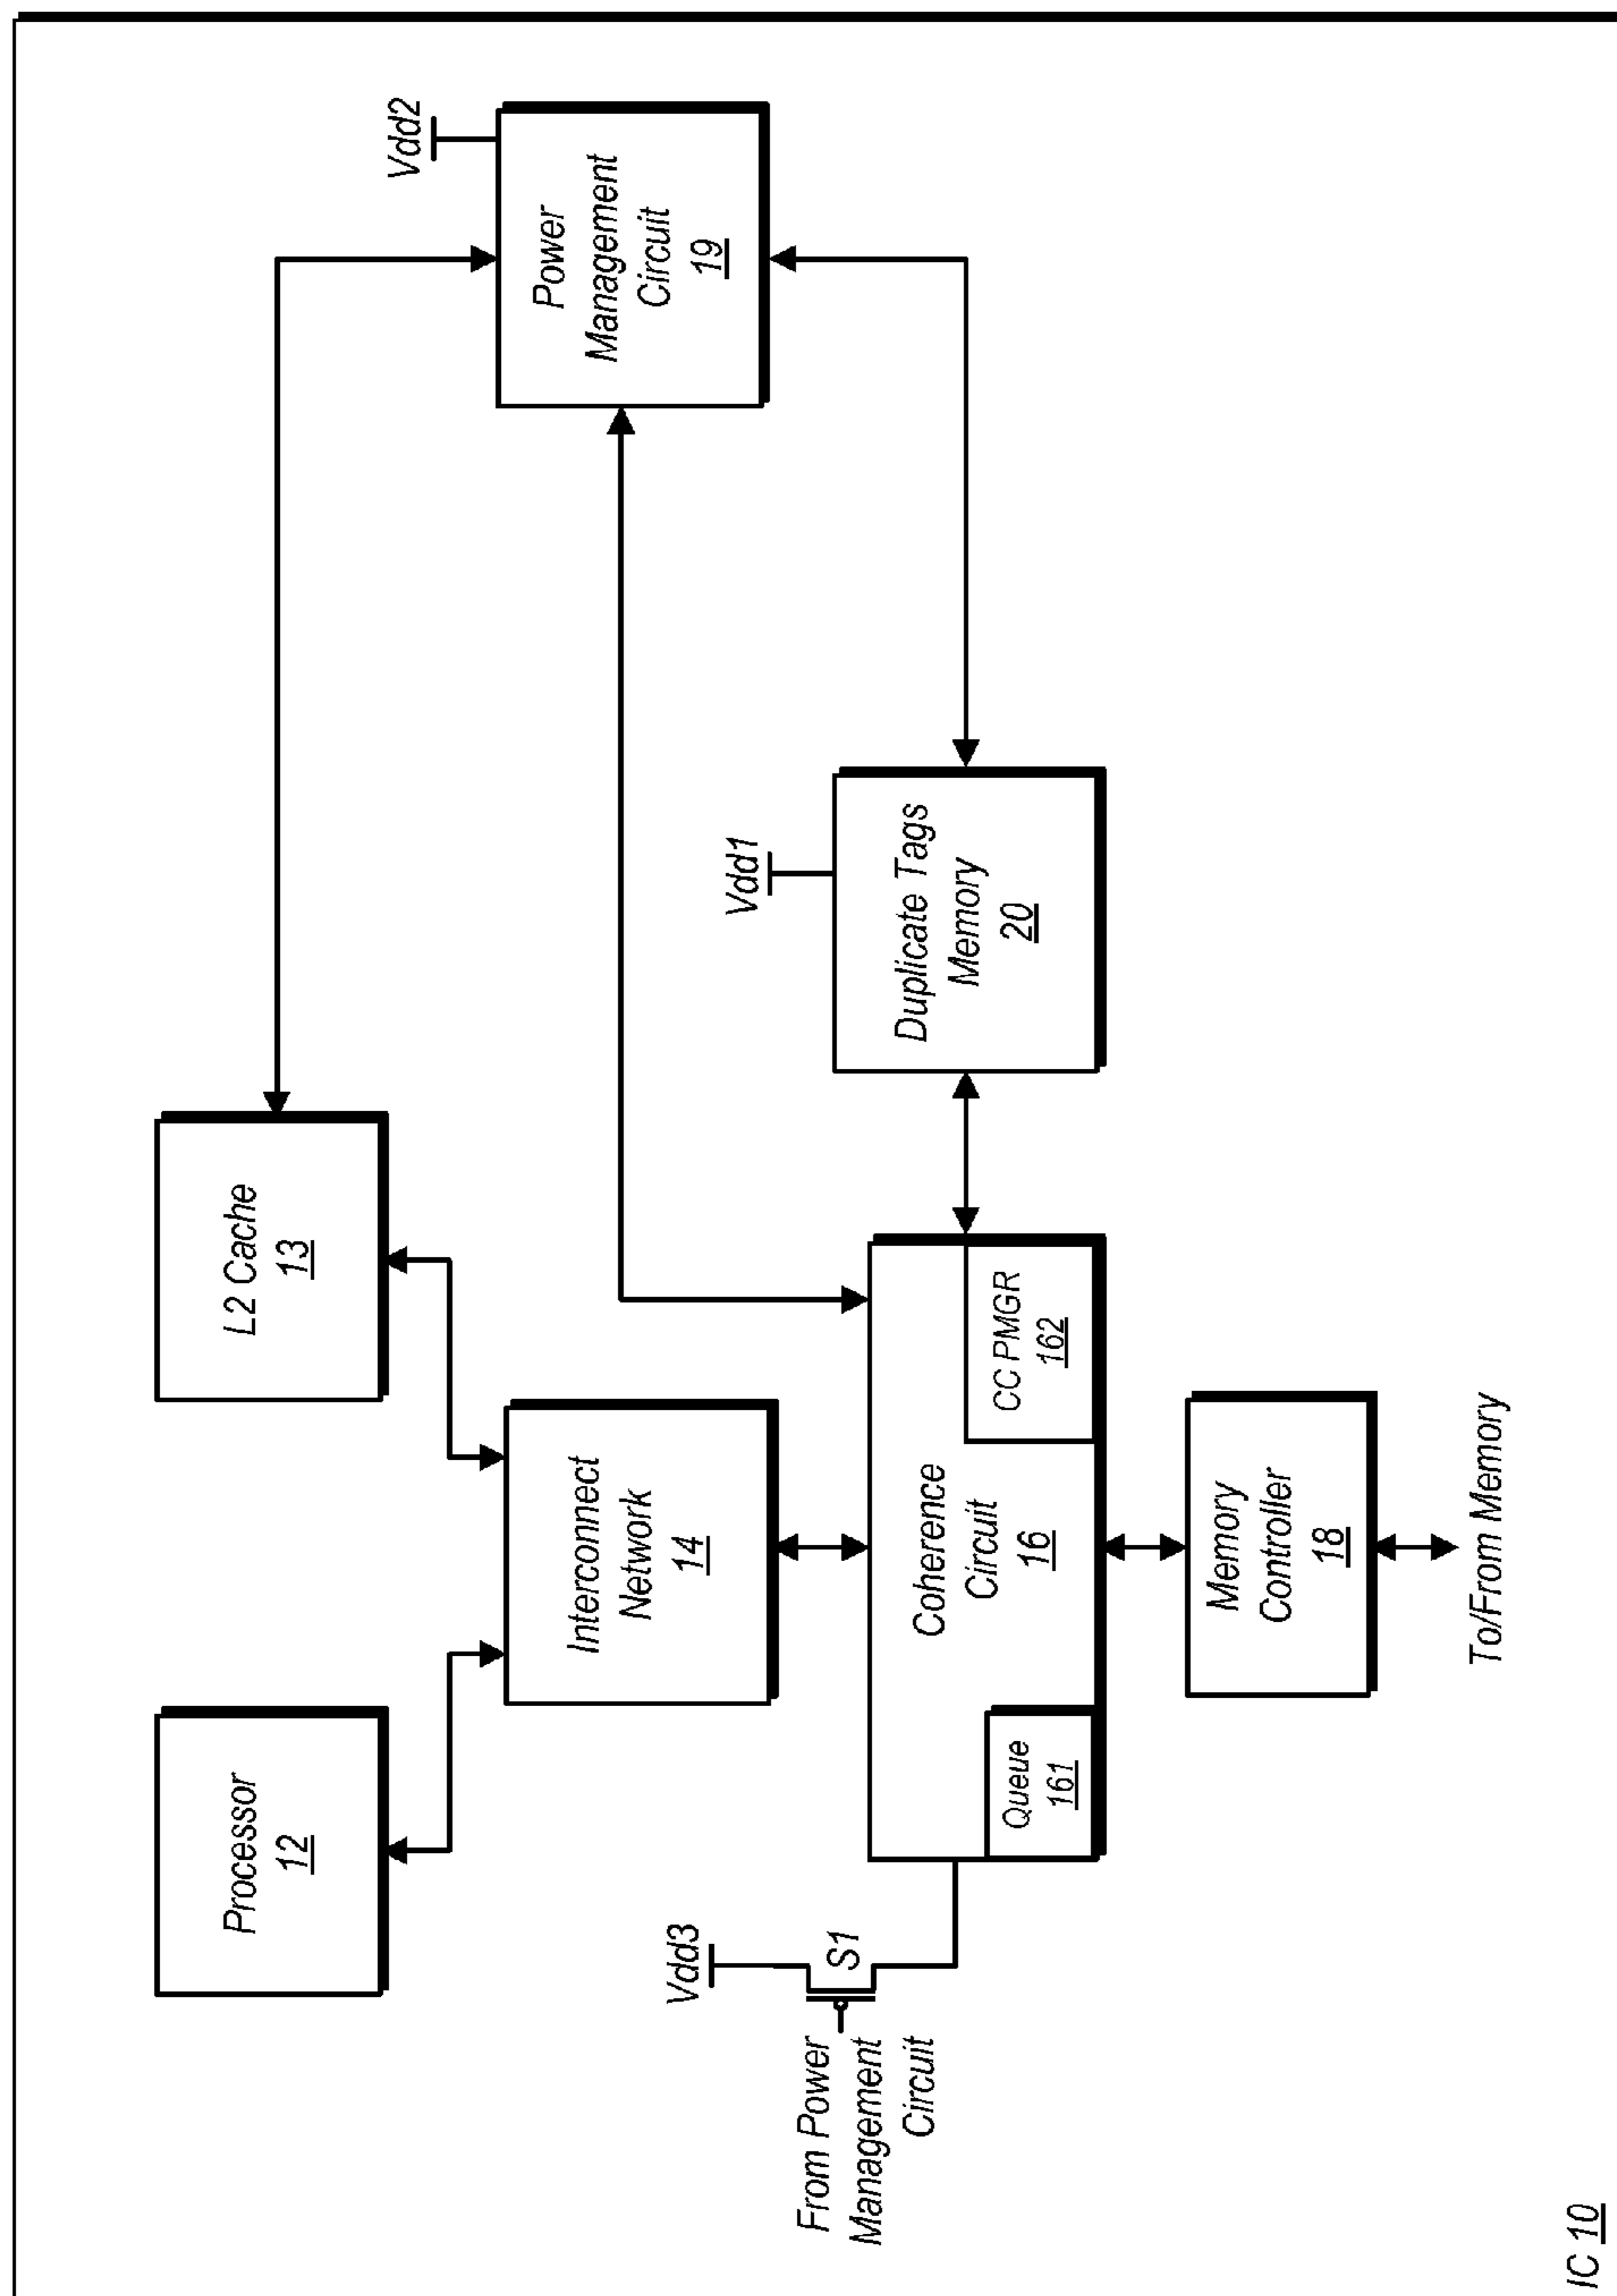 Processor
12
L2 Cache
13
Vdd2
Power
Management
Circuit
19
Interconnect
Network
14
Vdd3
S1
From Power
Management
Circuit
Vdd1
Coherence
Circuit
16
Queue
161
CC PMGR
162
Duplicate Tags
Memory
20
Memory
Controller
18
To/From Memory
IC 10